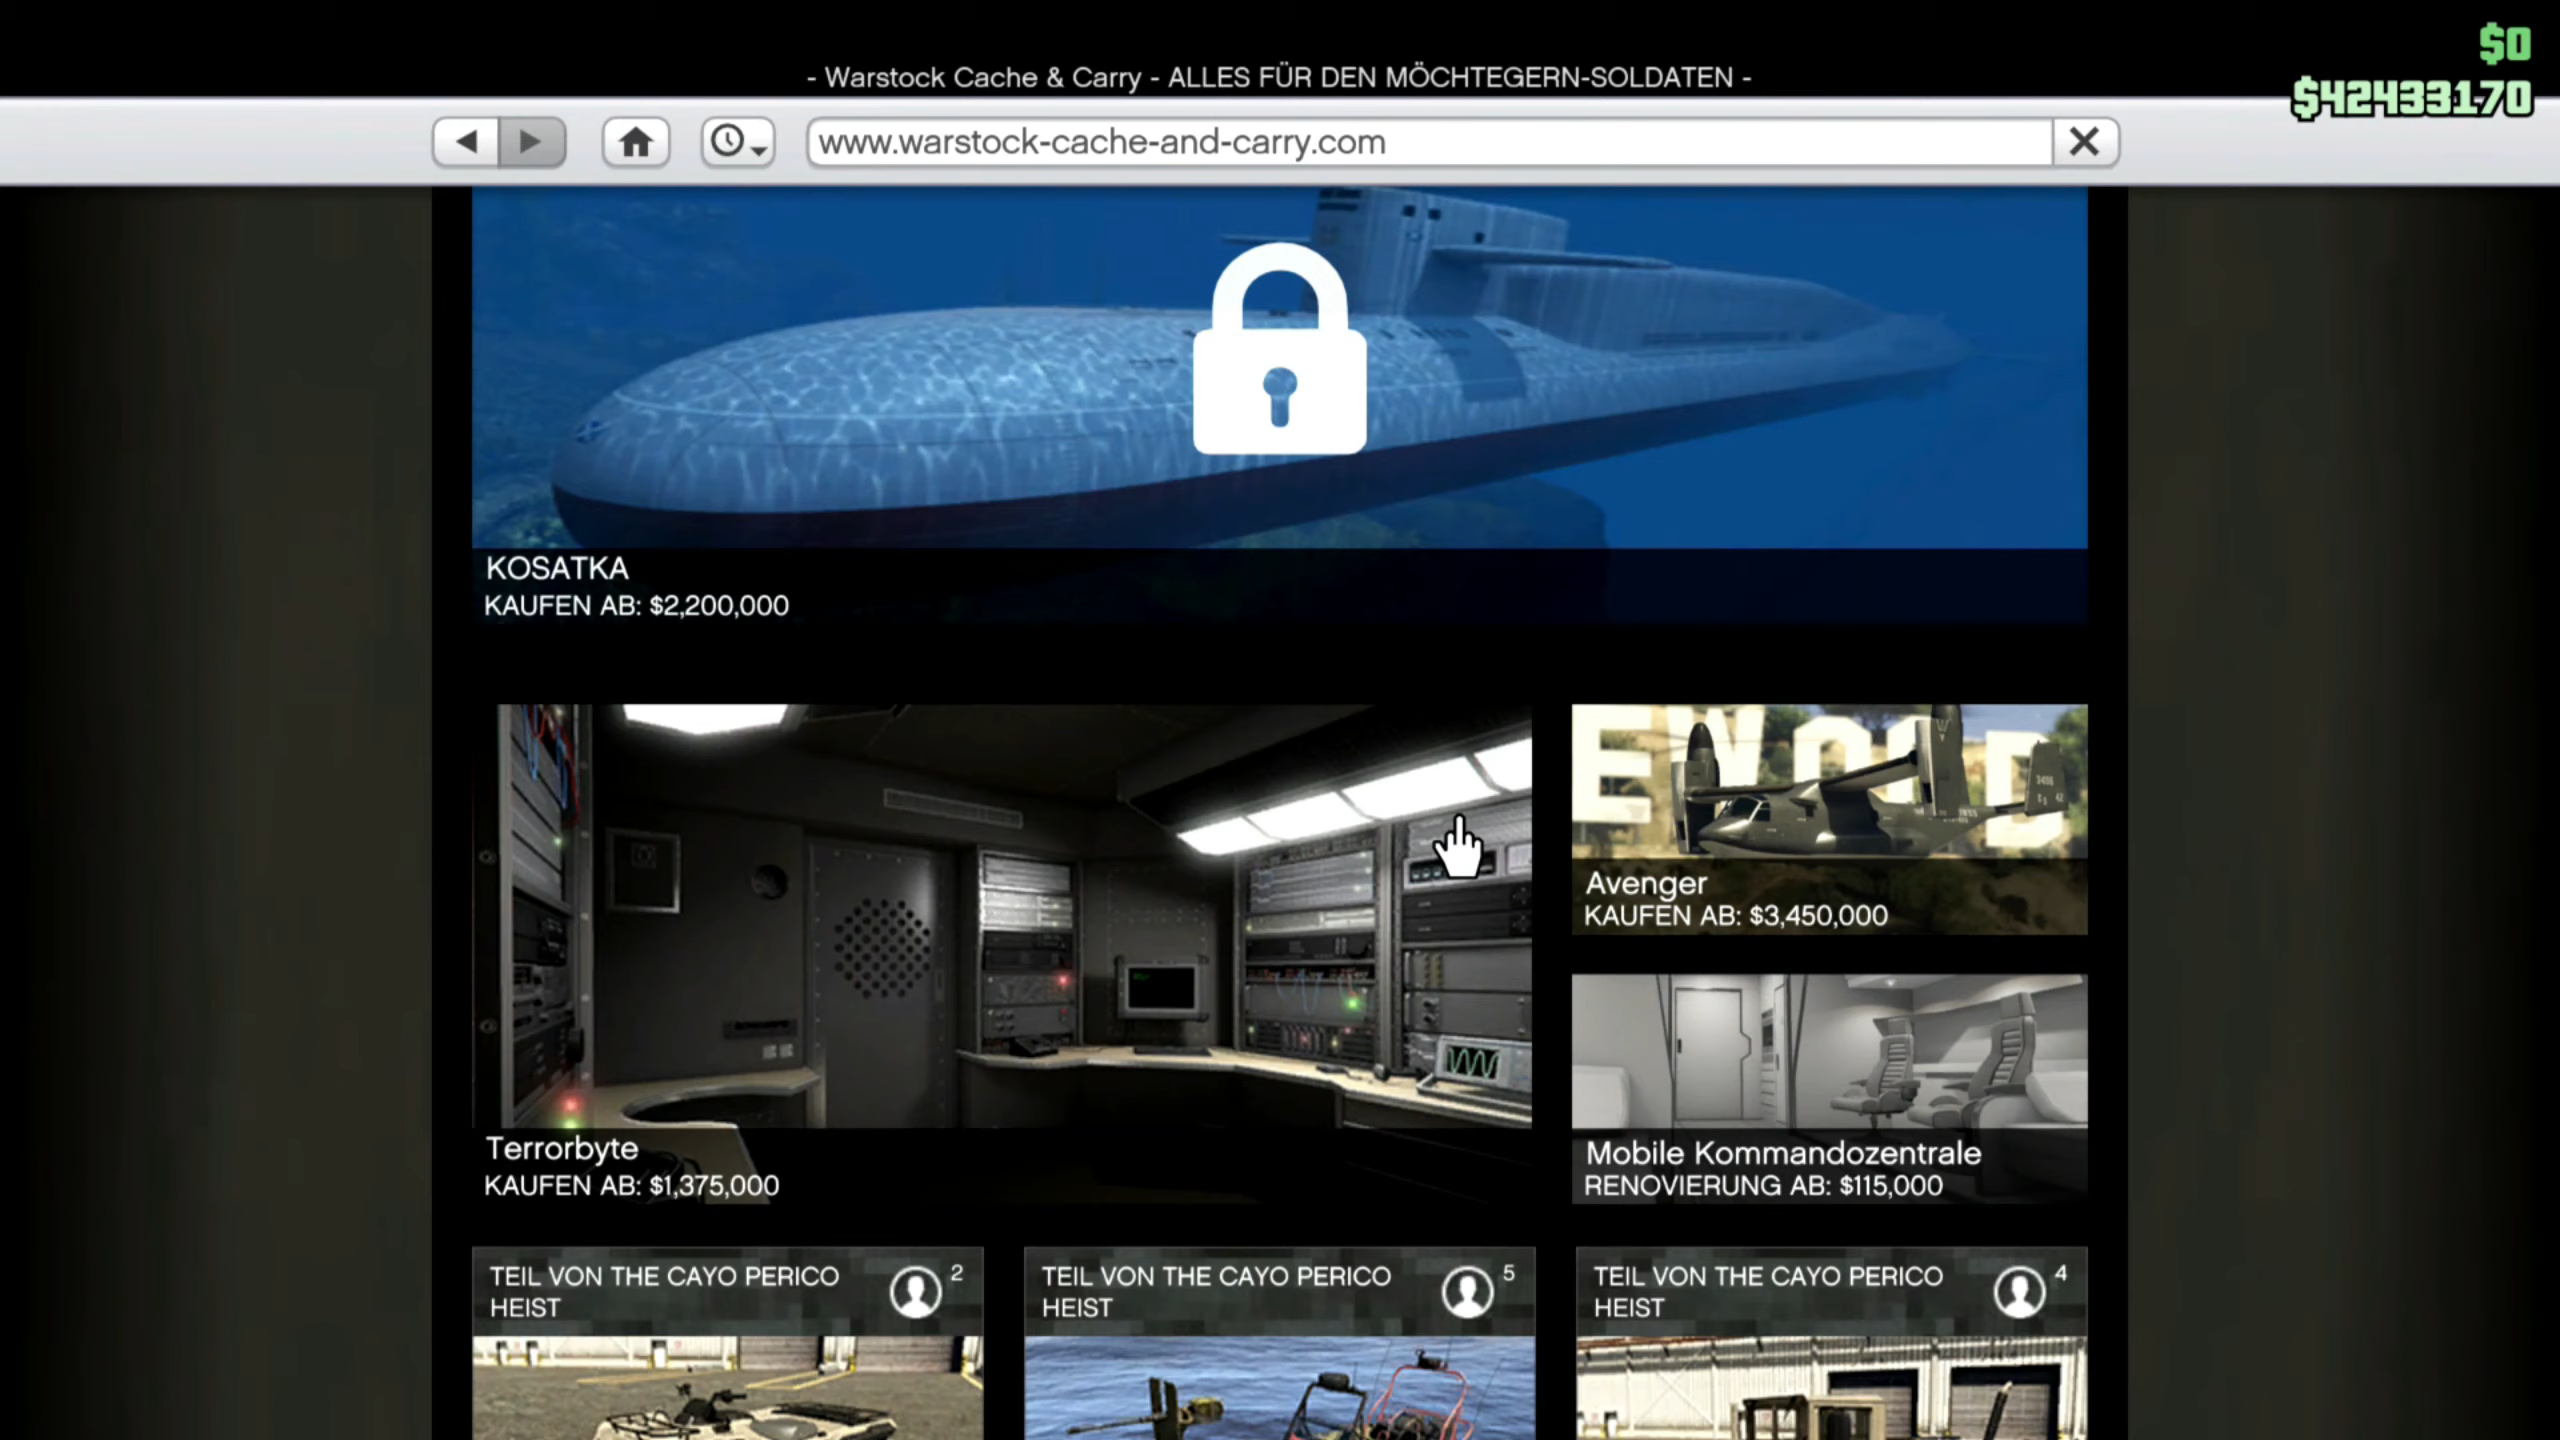 $0
$42433170
- Warstock Cache & Carry - ALLES FÜR DEN MÖCHTEGERN-SOLDATEN -
www.warstock-cache-and-carry.com
KOSATKA
KAUFEN AB: $2,200,000
Terrorbyte
KAUFEN AB: $1,375,000
Avenger
KAUFEN AB: $3,450,000
Mobile Kommandozentrale
RENOVIERUNG AB: $115,000
TEIL VON THE CAYO PERICO
HEIST
2
TEIL VON THE CAYO PERICO
HEIST
5
TEIL VON THE CAYO PERICO
HEIST
4